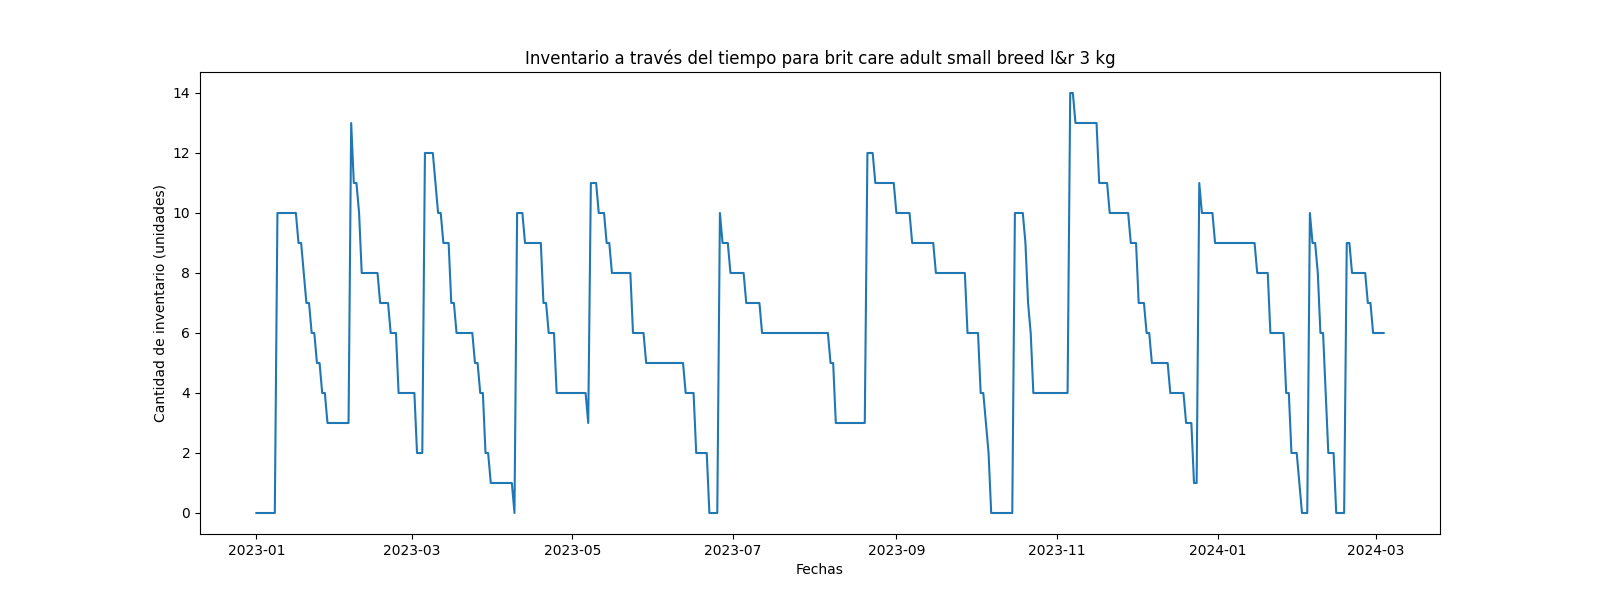 Inventario a través del tiempo para brit care adult small breed l&r 3 kg
Cantidad de inventario (unidades)
14
12
10
8
6
4
2
0
2023-01 2023-03 2023-05 2023-07 2023-09 2023-11 2024-01 2024-03
Fechas